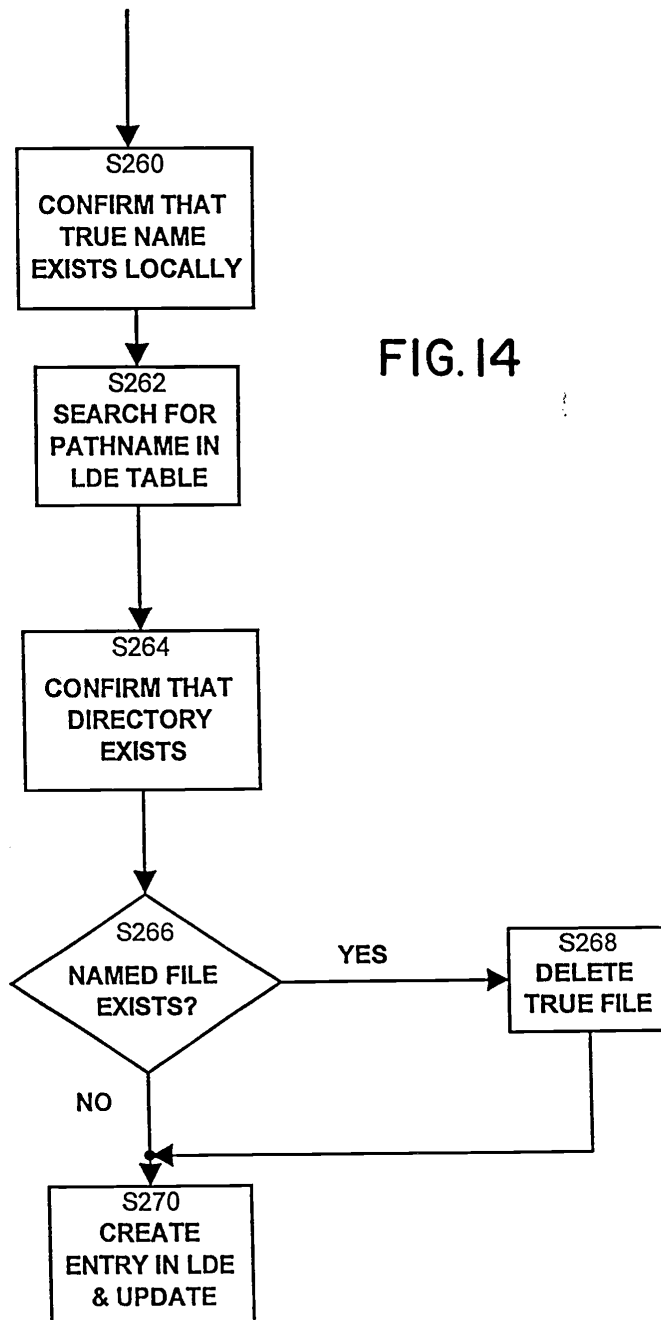 S260
CONFIRM THAT
TRUE NAME
EXISTS LOCALLY
FIG. 14
S262
SEARCH FOR
PATHNAME IN
LDE TABLE
S264
CONFIRM THAT
DIRECTORY
EXISTS
S266
NAMED FILE
EXISTS?
YES
S268
DELETE
TRUE FILE
NO
S270
CREATE
ENTRY IN LDE
& UPDATE